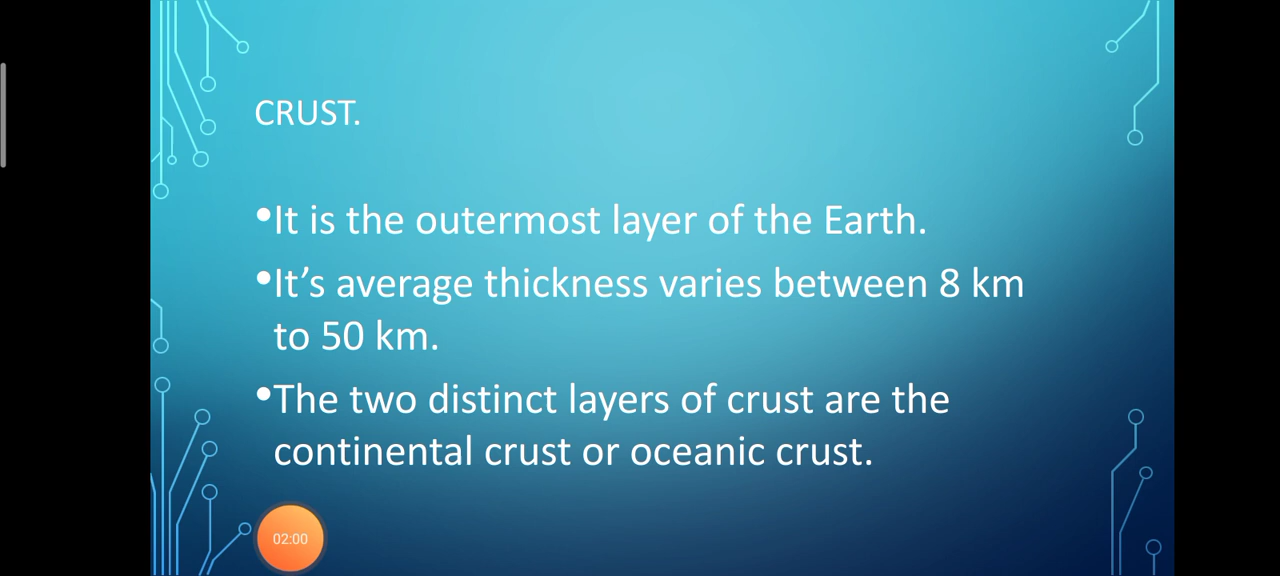 CRUST.
•It is the outermost layer of the Earth.
•It’s average thickness varies between 8 km
to 50 km.
•The two distinct layers of crust are the
continental crust or oceanic crust.
02:00